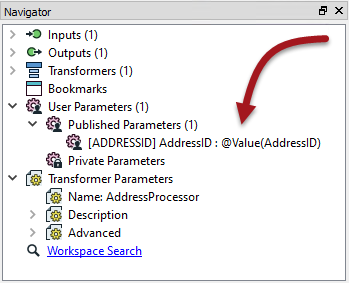 Navigator
Inputs (1)
Outputs (1)
Transformers (1)
Bookmarks
User Parameters (1)
Published Parameters (1)
[ADDRESSID] AddressID : @Value(AddressID)
Private Parameters
Transformer Parameters
Name: AddressProcessor
Description
Advanced
Workspace Search